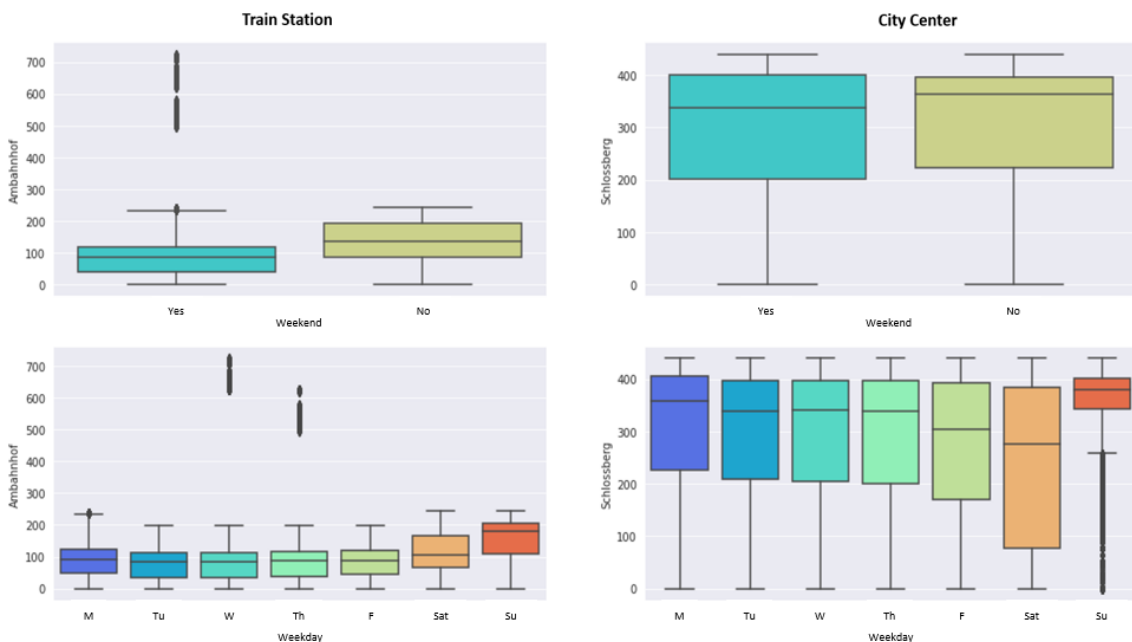 Train Station
City Center
700
600
500
400
300
200
100
0
Ambahnhof
Yes
No
Weekend
400
300
200
100
0
Schlossberg
Yes
No
Weekend
700
600
500
400
300
200
100
0
Ambahnhof
M Tu W Th F Sat Su
Weekday
400
300
200
100
0
Schlossberg
M Tu W Th F Sat Su
Weekday